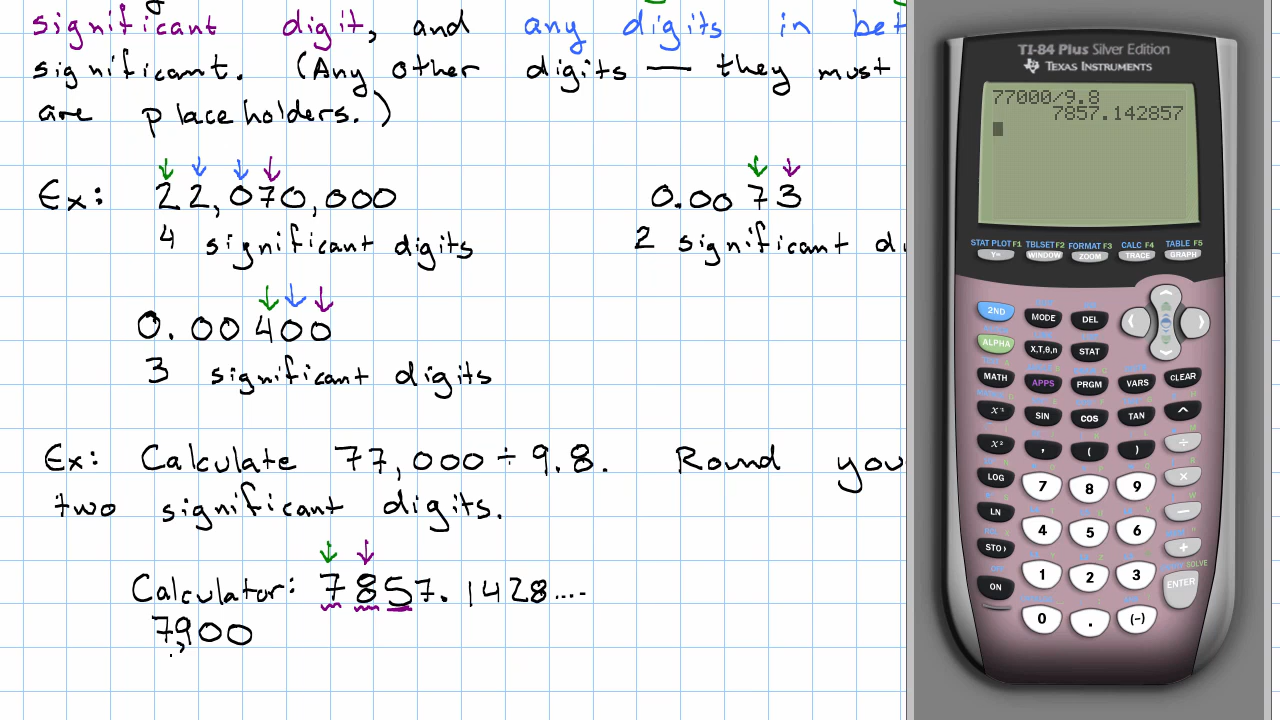 significant digit, and any digits in bet
significant. (Any other digits — they must
are placeholders.)
Ex: 22,070,000
4 significant digits
0.0073
2 significant di
0.00400
3 significant digits
Ex: Calculate 77,000 ÷ 9.8. Round you
two significant digits.
Calculator: 7857.1428....
7,900
TI-84 Plus Silver Edition
TEXAS INSTRUMENTS
77000/9.8
7857.142857
STAT PLOT F1 TBLSET F2 FORMAT F3 CALC F4 TABLE F5
Y= WINDOW ZOOM TRACE GRAPH
2ND MODE DEL
ALPHA X,T,θ,n STAT
MATH APPS PRGM VARS CLEAR
x⁻¹ SIN COS TAN ^
x² , ( ) ÷
LOG 7 8 9 ×
LN 4 5 6 −
STO› 1 2 3 +
ON 0 . (−) ENTER